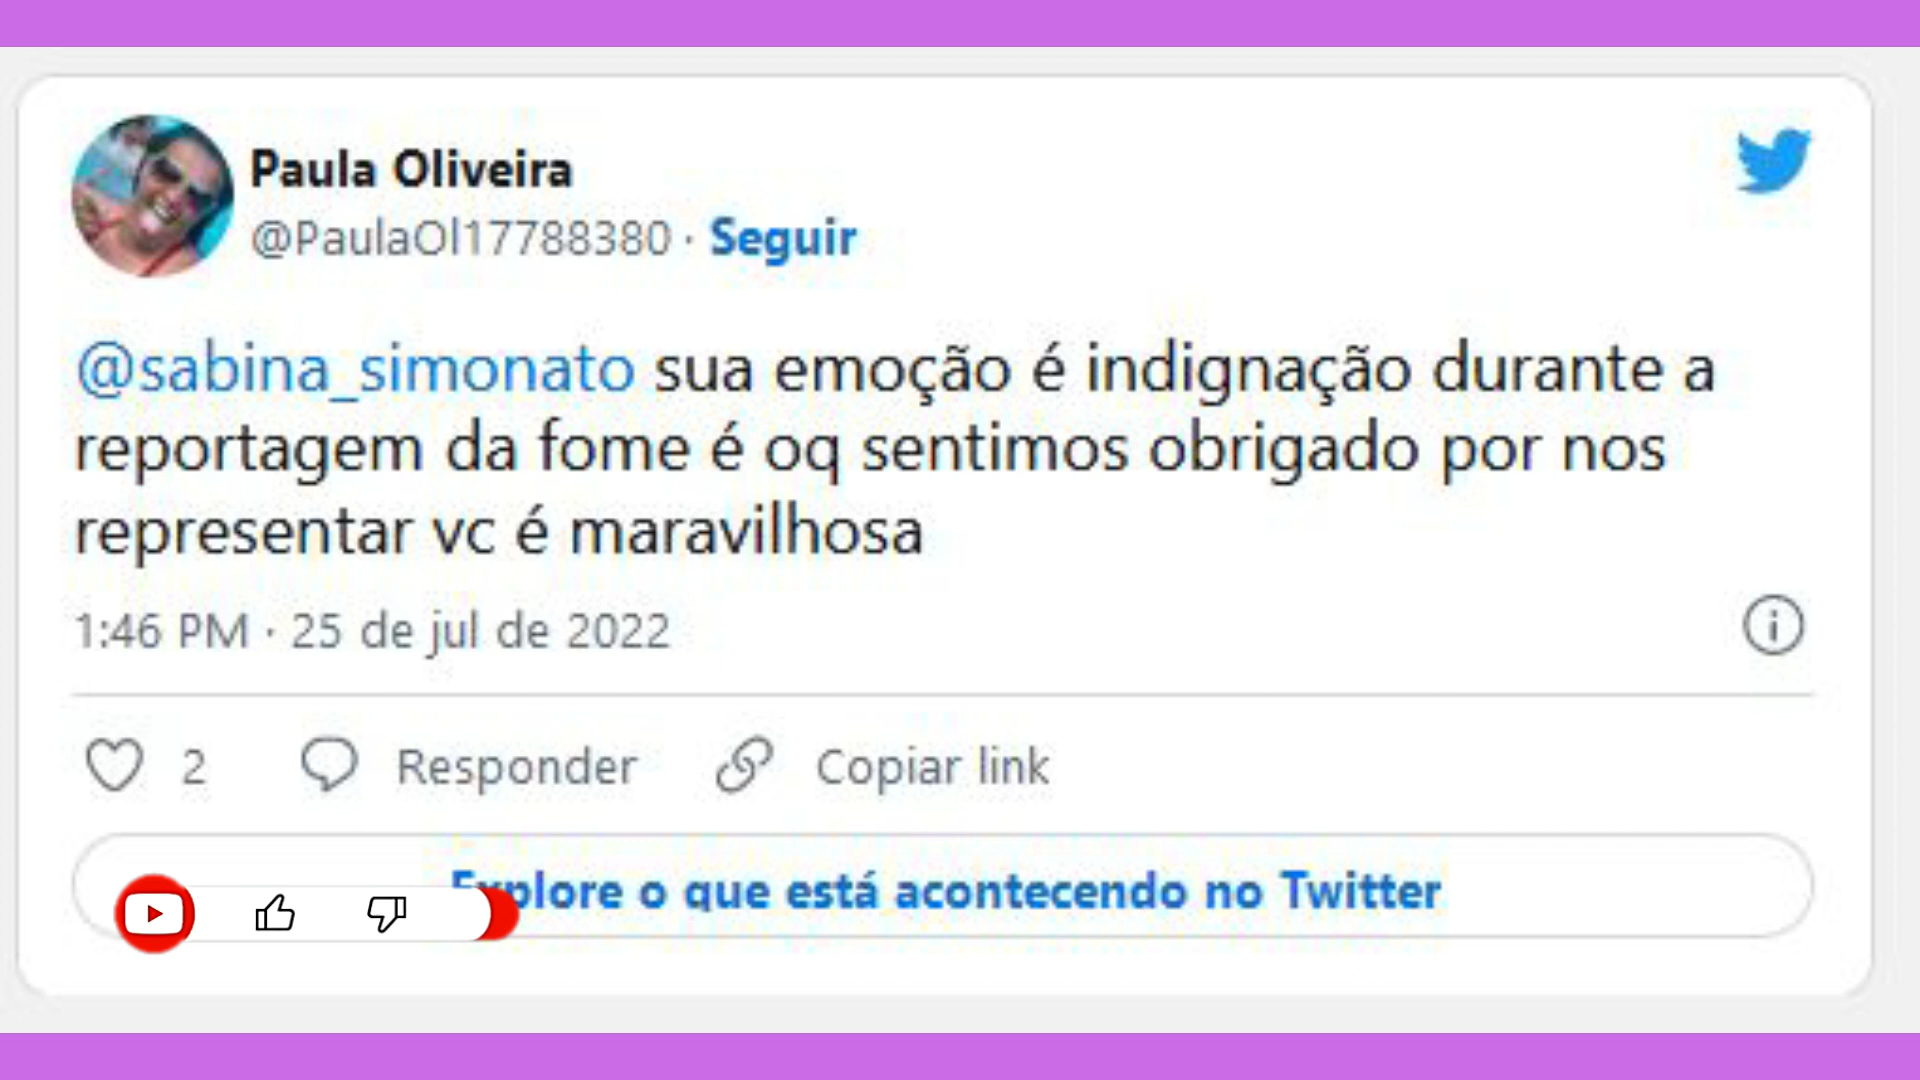 Paula Oliveira
@PaulaOl17788380 · Seguir
@sabina_simonato sua emoção é indignação durante a
reportagem da fome é oq sentimos obrigado por nos
representar vc é maravilhosa
1:46 PM · 25 de jul de 2022
2 Responder Copiar link
Explore o que está acontecendo no Twitter